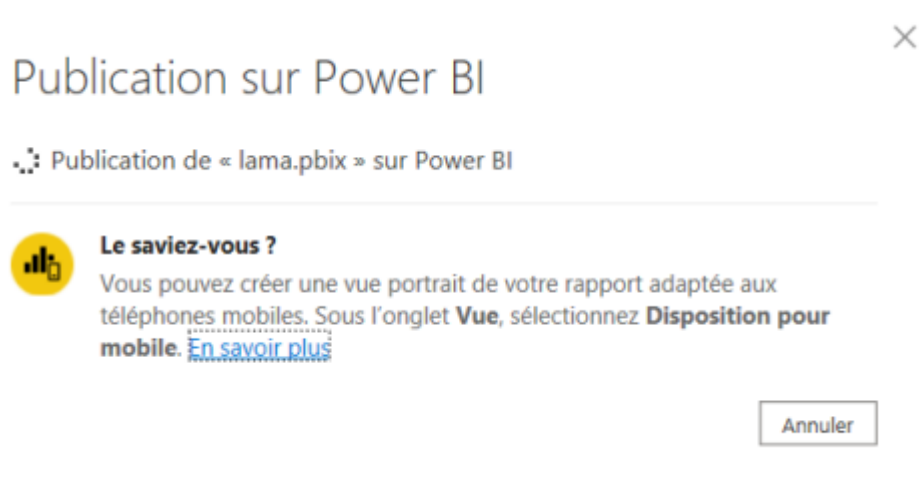 Publication sur Power BI
Publication de « lama.pbix » sur Power BI
Le saviez-vous ?
Vous pouvez créer une vue portrait de votre rapport adaptée aux
téléphones mobiles. Sous l'onglet Vue, sélectionnez Disposition pour
mobile. En savoir plus
Annuler